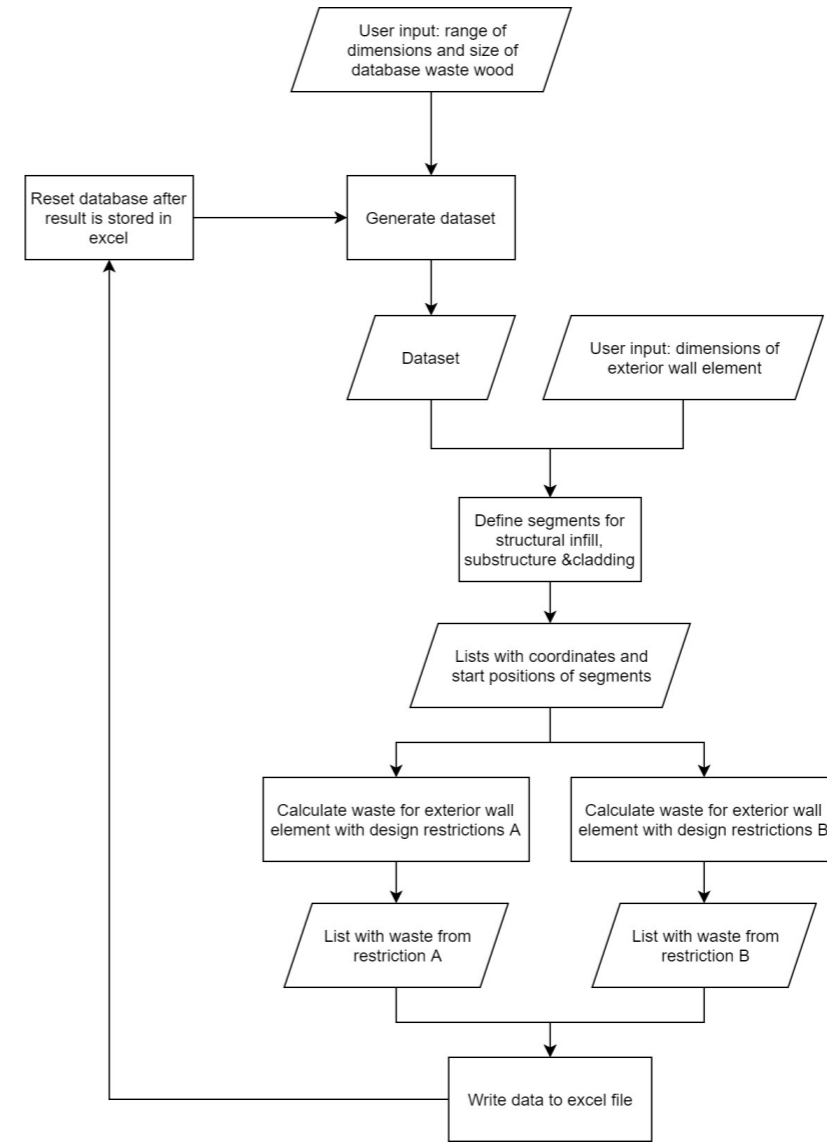 User input: range of
dimensions and size of
database waste wood
Reset database after
result is stored in
excel
Generate dataset
Dataset
User input: dimensions of
exterior wall element
Define segments for
structural infill,
substructure &cladding
Lists with coordinates and
start positions of segments
Calculate waste for exterior wall
element with design restrictions A
Calculate waste for exterior wall
element with design restrictions B
List with waste from
restriction A
List with waste from
restriction B
Write data to excel file